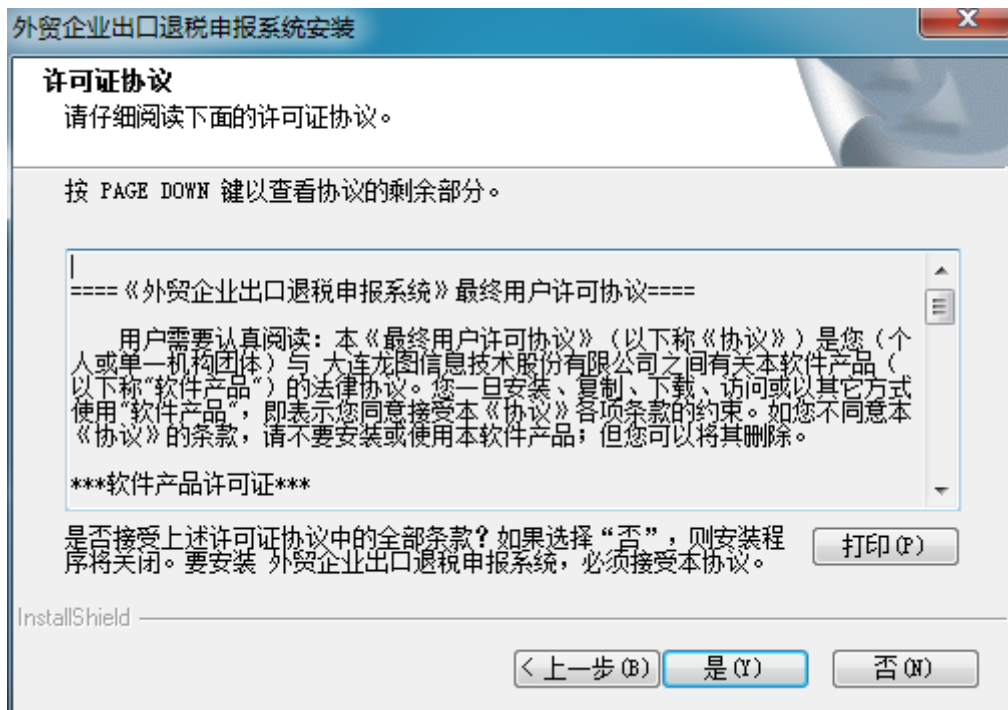 外贸企业出口退税申报系统安装
许可证协议
请仔细阅读下面的许可证协议。
按 PAGE DOWN 键以查看协议的剩余部分。
====《外贸企业出口退税申报系统》最终用户许可协议====
用户需要认真阅读：本《最终用户许可协议》（以下称《协议》）是您（个
人或单一机构团体）与 大连龙图信息技术股份有限公司之间有关本软件产品（
以下称"软件产品"）的法律协议。您一旦安装、复制、下载、访问或以其它方式
使用"软件产品"，即表示您同意接受本《协议》各项条款的约束。如您不同意本
《协议》的条款，请不要安装或使用本软件产品；但您可以将其删除。
***软件产品许可证***
是否接受上述许可证协议中的全部条款？如果选择“否”，则安装程
序将关闭。要安装 外贸企业出口退税申报系统，必须接受本协议。
打印(P)
InstallShield
< 上一步(B)
是(Y)
否(N)